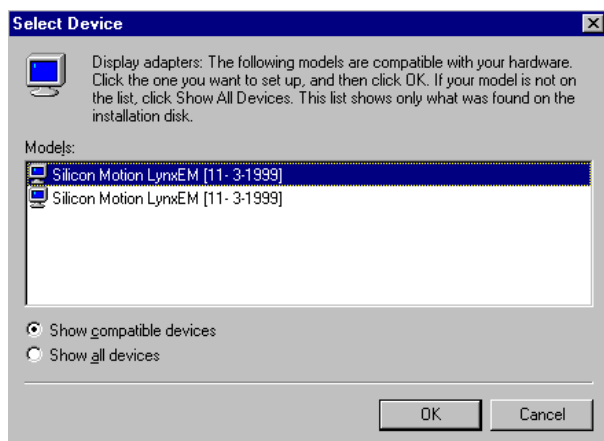 Select Device
Display adapters: The following models are compatible with your hardware.
Click the one you want to set up, and then click OK. If your model is not on
the list, click Show All Devices. This list shows only what was found on the
installation disk.
Models:
Silicon Motion LynxEM [11- 3-1999]
Silicon Motion LynxEM [11- 3-1999]
Show compatible devices
Show all devices
OK Cancel